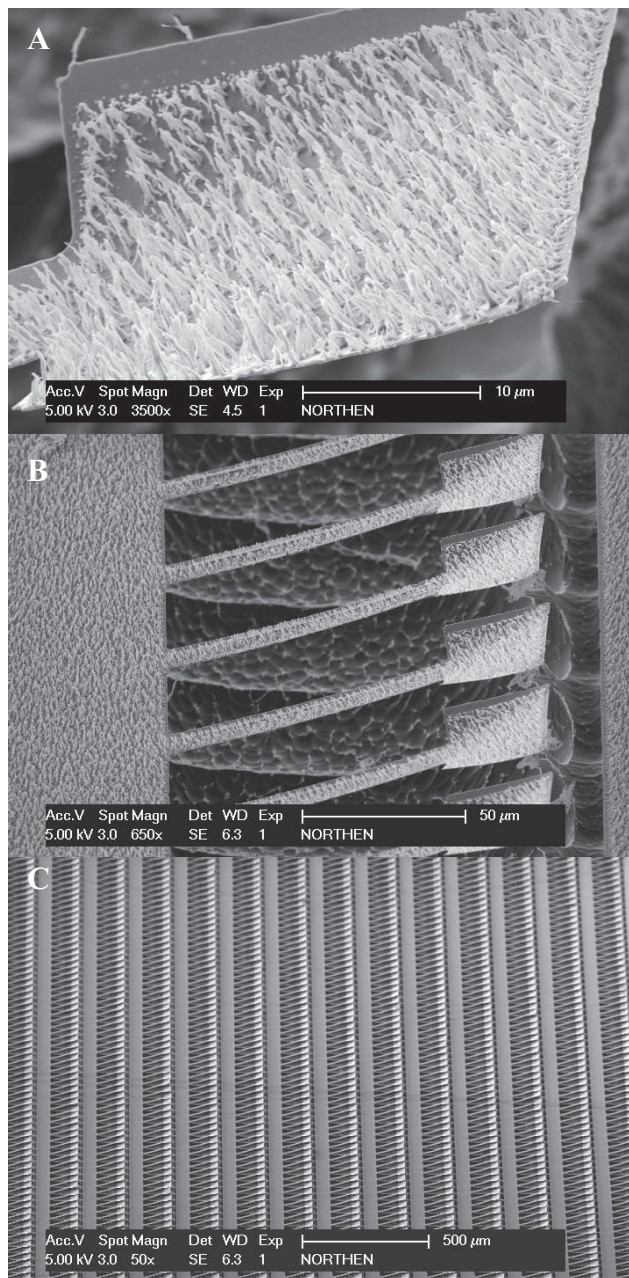 A
Acc.V Spot Magn Det WD Exp 10 μm
5.00 kV 3.0 3500x SE 4.5 1 NORTHEN
B
Acc.V Spot Magn Det WD Exp 50 μm
5.00 kV 3.0 650x SE 6.3 1 NORTHEN
C
Acc.V Spot Magn Det WD Exp 500 μm
5.00 kV 3.0 50x SE 6.3 1 NORTHEN